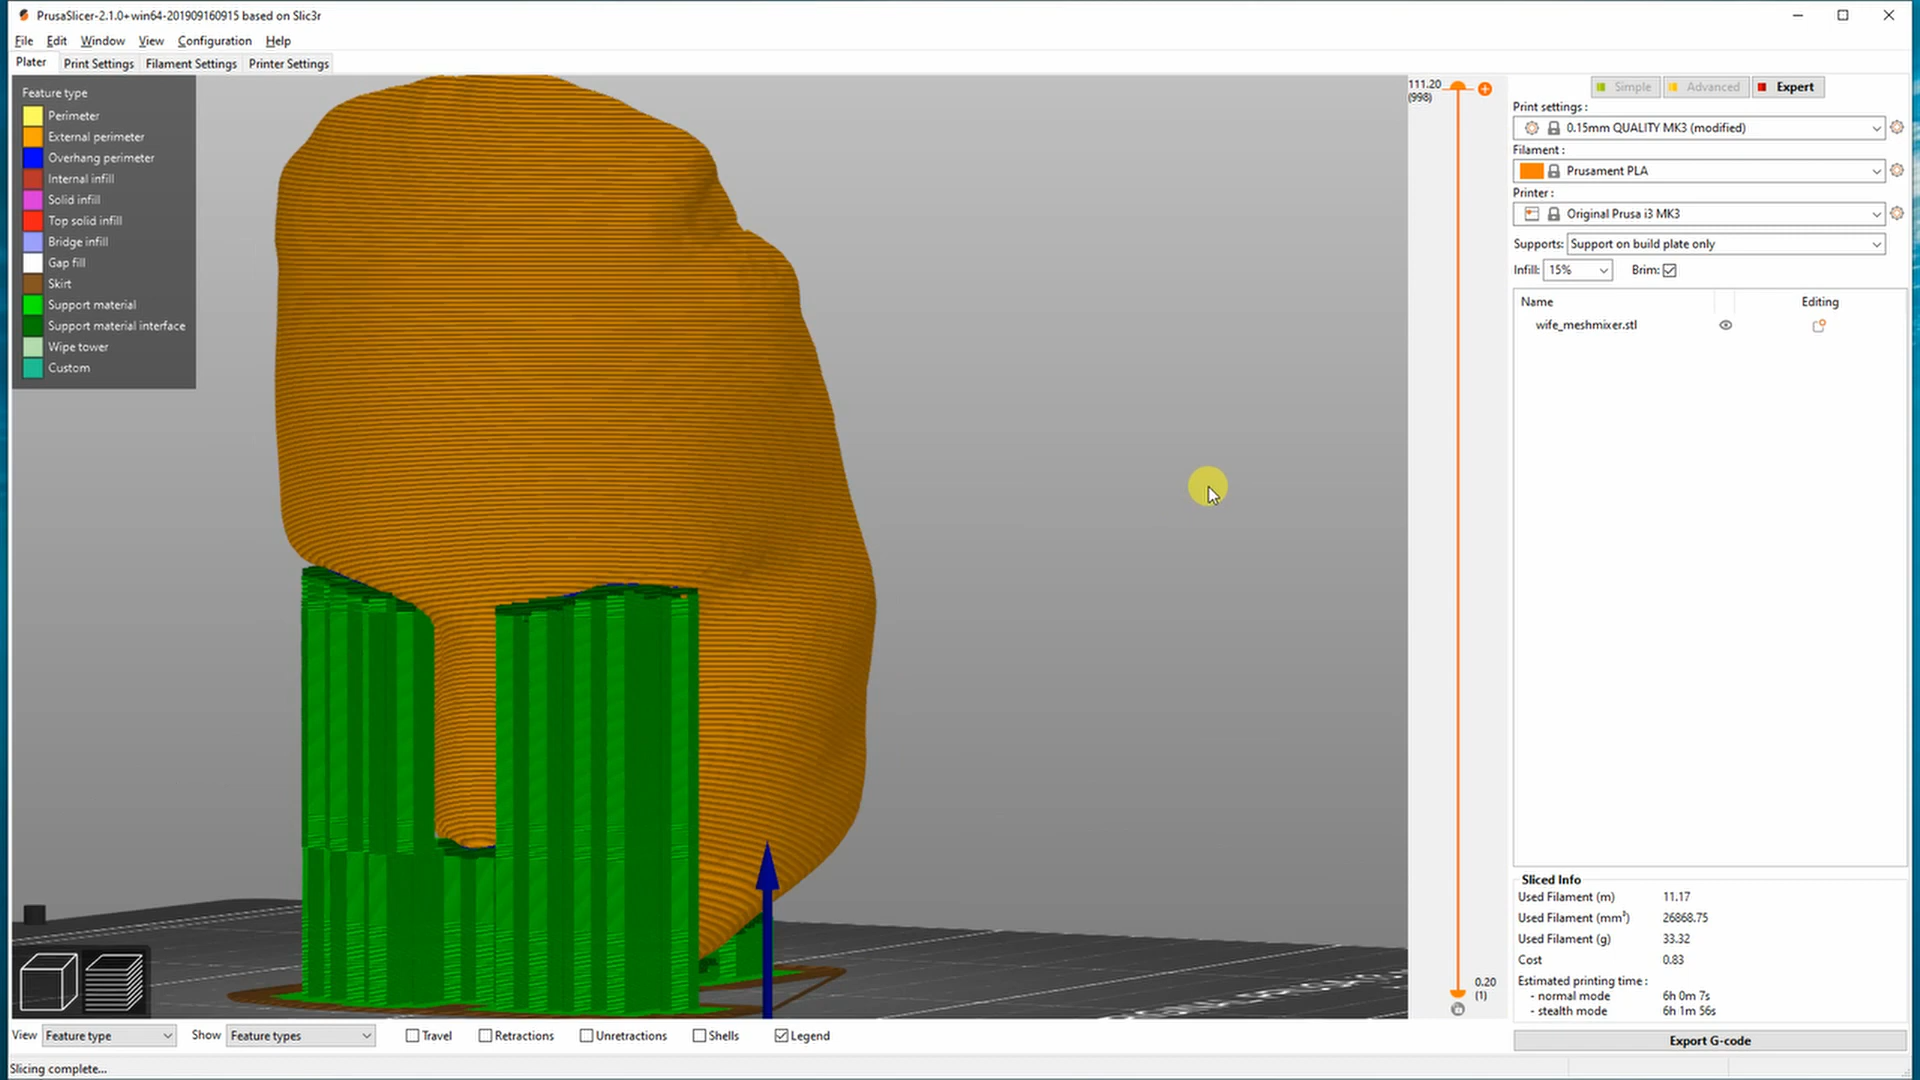 PrusaSlicer-2.1.0+win64-201909160915 based on Slic3r
File Edit Window View Configuration Help
Plater Print Settings Filament Settings Printer Settings
Feature type
Perimeter
External perimeter
Overhang perimeter
Internal infill
Solid infill
Top solid infill
Bridge infill
Gap fill
Skirt
Support material
Support material interface
Wipe tower
Custom
111.20
(998)
0.20
(1)
Simple Advanced Expert
Print settings :
0.15mm QUALITY MK3 (modified)
Filament :
Prusament PLA
Printer :
Original Prusa i3 MK3
Supports: Support on build plate only
Infill: 15% Brim:
Name Editing
wife_meshmixer.stl
Sliced Info
Used Filament (m) 11.17
Used Filament (mm³) 26868.75
Used Filament (g) 33.32
Cost 0.83
Estimated printing time :
- normal mode 6h 0m 7s
- stealth mode 6h 1m 56s
Export G-code
View Feature type Show Feature types Travel Retractions Unretractions Shells Legend
Slicing complete...